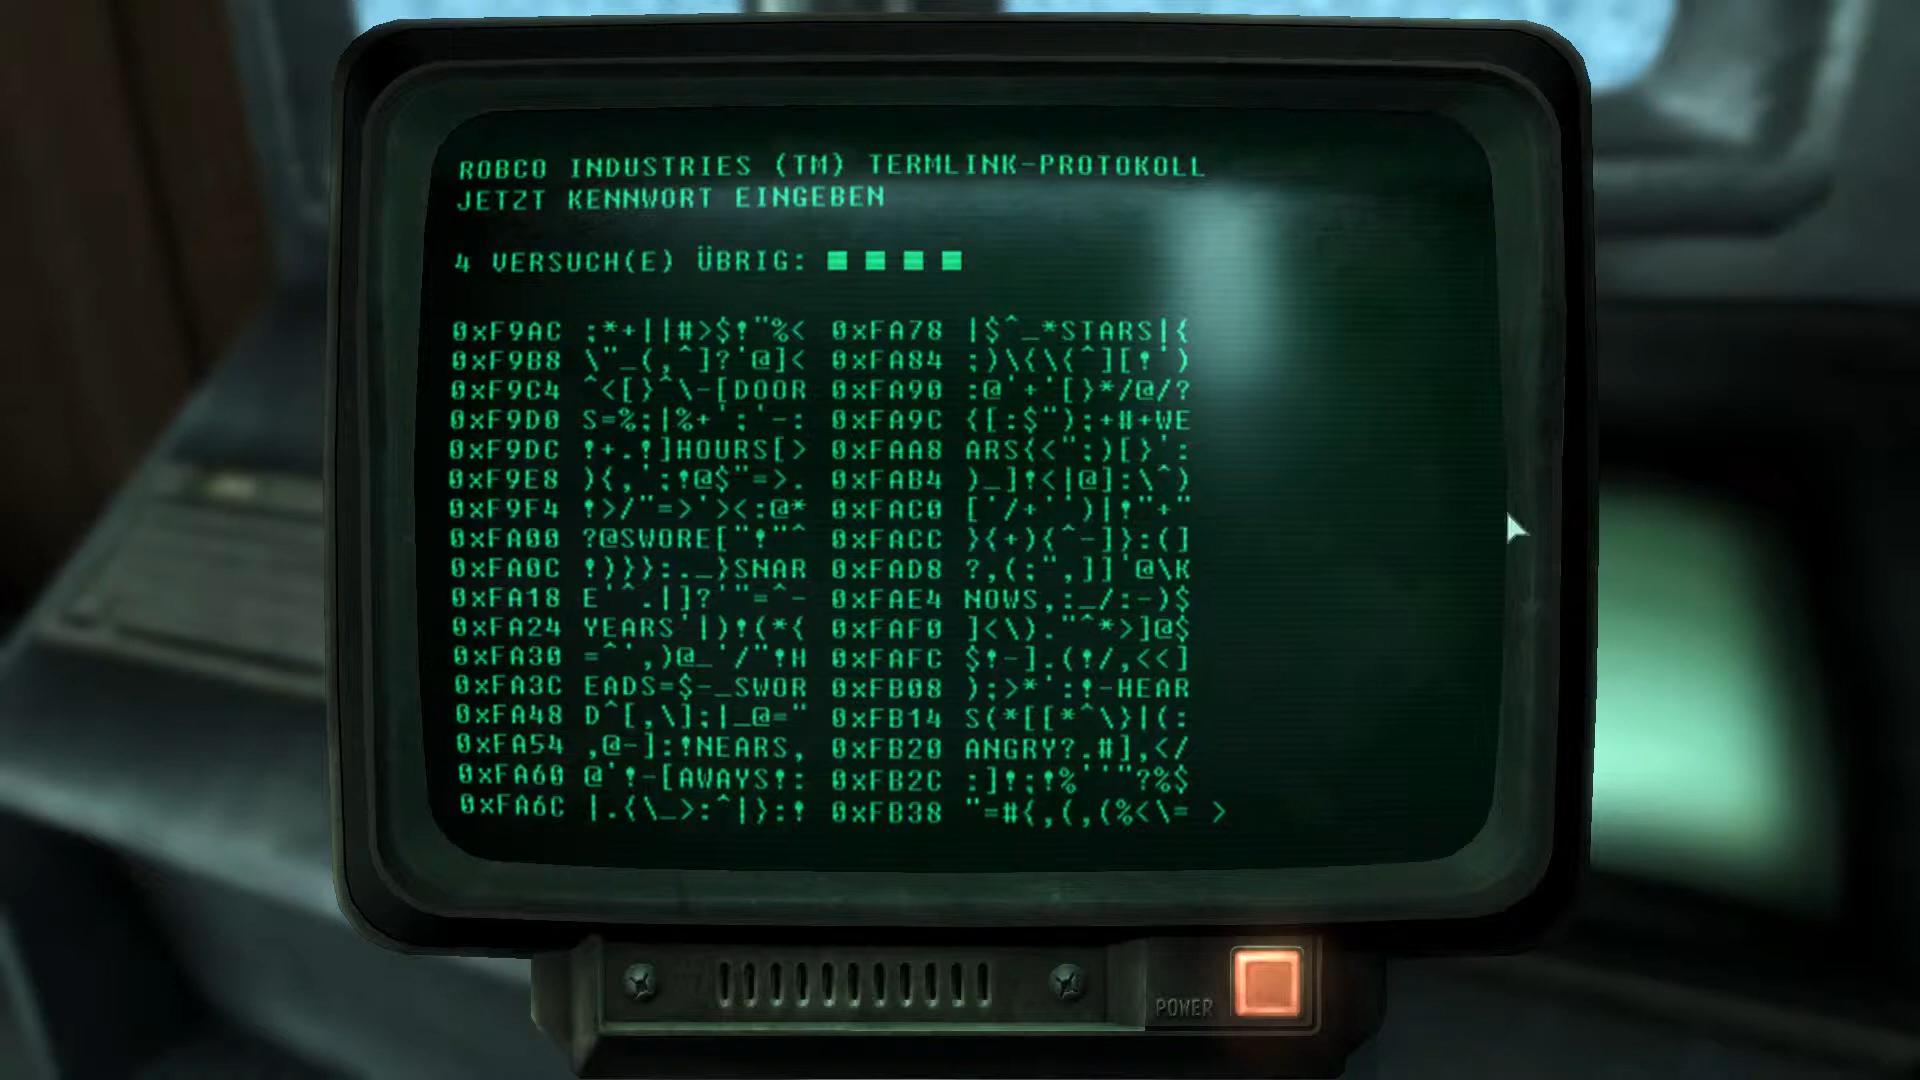 ROBCO INDUSTRIES (TM) TERMLINK-PROTOKOLL
JETZT KENNWORT EINGEBEN
4 VERSUCH(E) ÜBRIG: ■ ■ ■ ■
0xF9AC ;*+||#>$!"%< 0xFA78 |$^_*STARS|{
0xF9B8 \"_(,^]?'@]< 0xFA84 ;)\{\{^][!')
0xF9C4 ^<[}^\-[DOOR 0xFA90 :@'+'[}*/@/?
0xF9D0 S=%;|%+';'-: 0xFA9C {[:$");+#+WE
0xF9DC !+.!]HOURS[> 0xFAA8 ARS{<";)[}':
0xF9E8 ){,';!@$"=>. 0xFAB4 )_]!<|@]:\^)
0xF9F4 !>/"=>'><:@* 0xFAC0 ['/+'')|!"+"
0xFA00 ?@SWORE["!"^ 0xFACC }{+){^-]}:(]
0xFA0C !)}}:._}SNAR 0xFAD8 ?,(;",]]'@\K
0xFA18 E'^.|]?'"=^- 0xFAE4 NOWS,:_/:-)$
0xFA24 YEARS'|)!(*{ 0xFAF0 ]<\)."^*>]@$
0xFA30 =^',)@_'/"!H 0xFAFC $!-].(!/,<<]
0xFA3C EADS=$-_SWOR 0xFB08 );>*':!-HEAR
0xFA48 D^[,\];|_@=" 0xFB14 S(*[[*^\}|(:
0xFA54 ,@-]:!NEARS, 0xFB20 ANGRY?.#],</
0xFA60 @'!-[AWAYS!: 0xFB2C :]!;!%''"?%$
0xFA6C |.{\_>:^|}:! 0xFB38 "=#{,(,(%<\= >
POWER